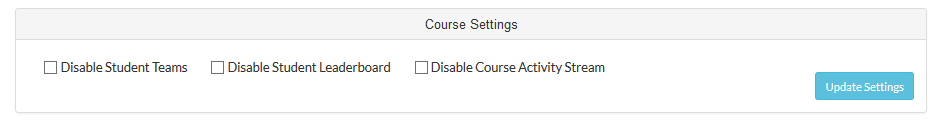 Course Settings
Disable Student Teams Disable Student Leaderboard Disable Course Activity Stream
Update Settings